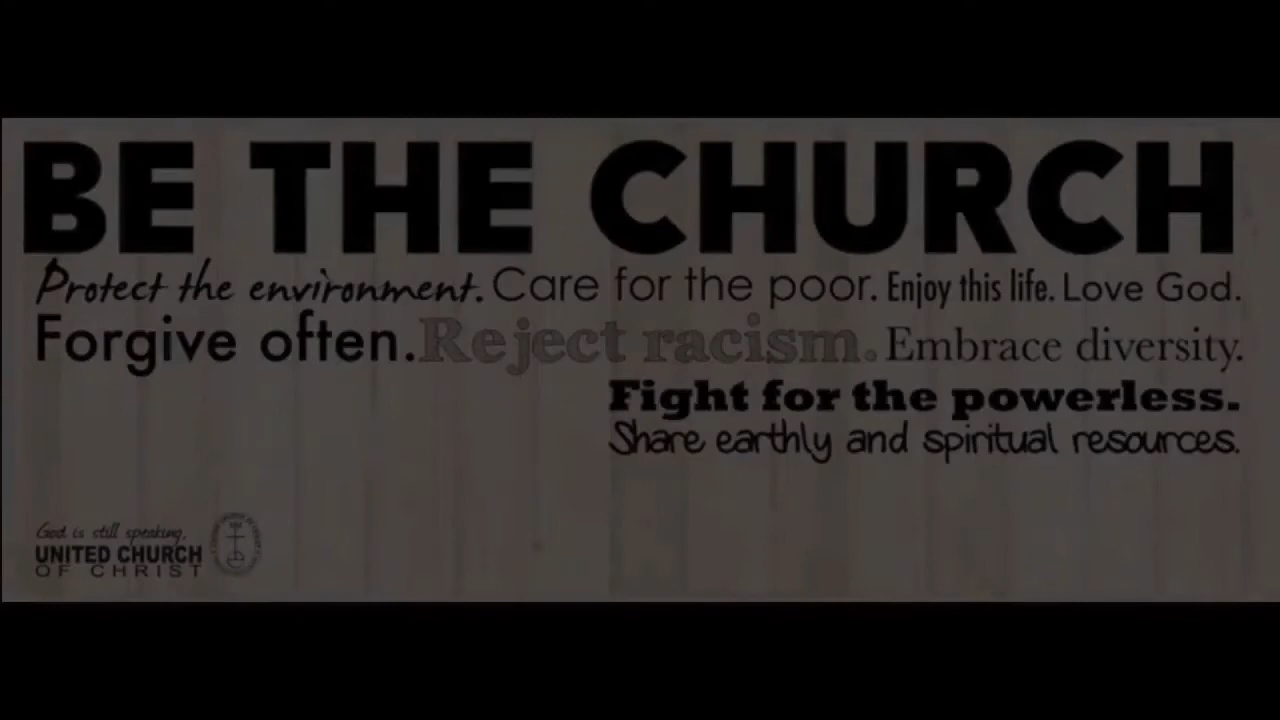 BE THE CHURCH
Protect the environment. Care for the poor. Enjoy this life. Love God.
Forgive often. Reject racism. Embrace diversity.
Fight for the powerless.
Share earthly and spiritual resources.
God is still speaking,
UNITED CHURCH
OF CHRIST